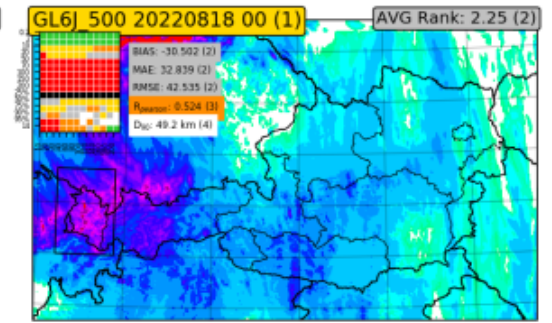 GL6J_500 20220818 00 (1)
AVG Rank: 2.25 (2)
BIAS: -30.502 (2)
MAE: 32.839 (2)
RMSE: 42.535 (2)
Rpearson: 0.524 (3)
D90: 49.2 km (4)